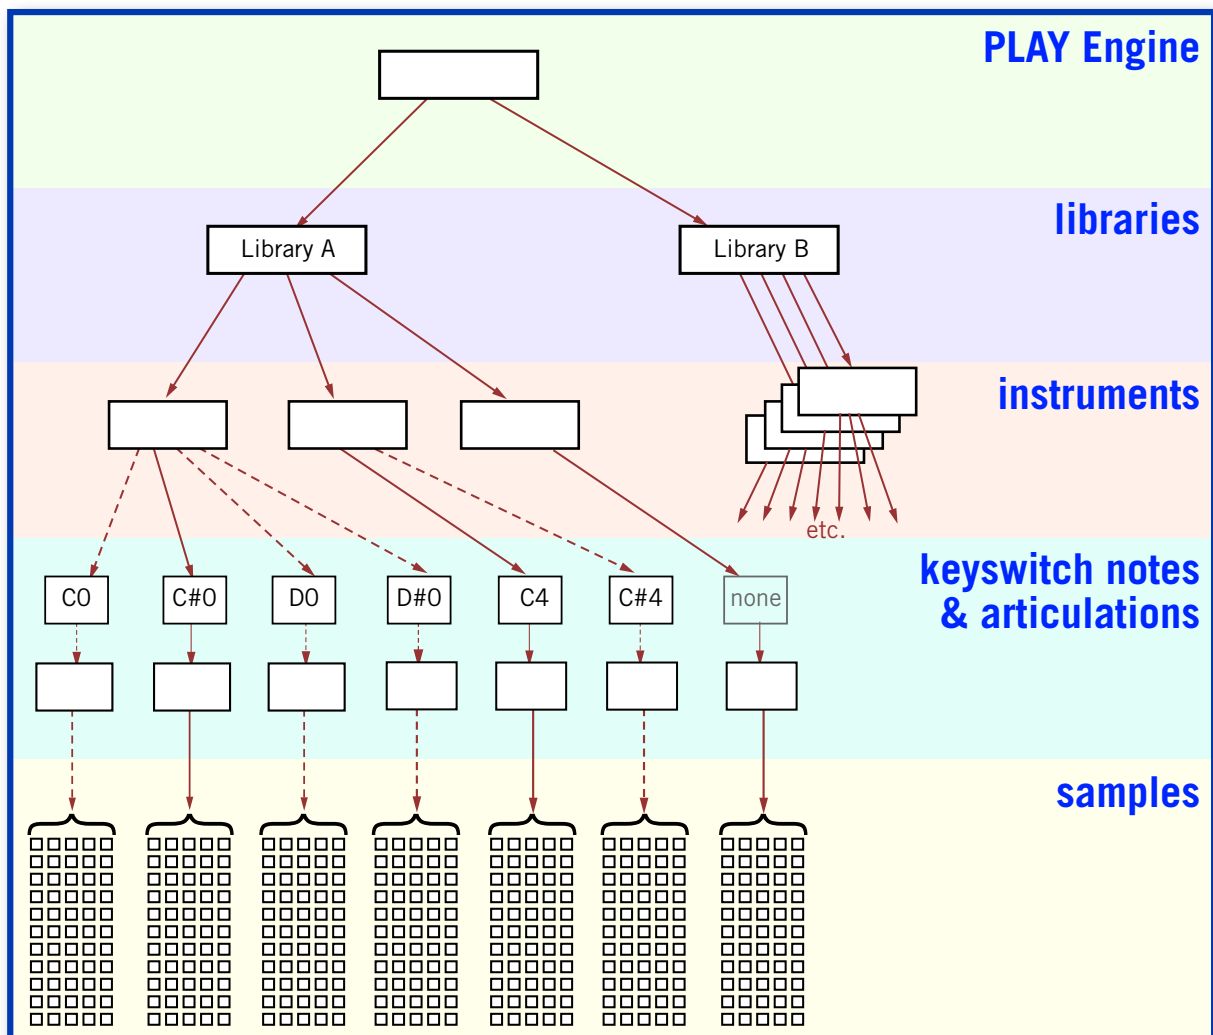 PLAY Engine
libraries
Library A
Library B
instruments
etc.
keyswitch notes
& articulations
C0
C#0
D0
D#0
C4
C#4
none
samples